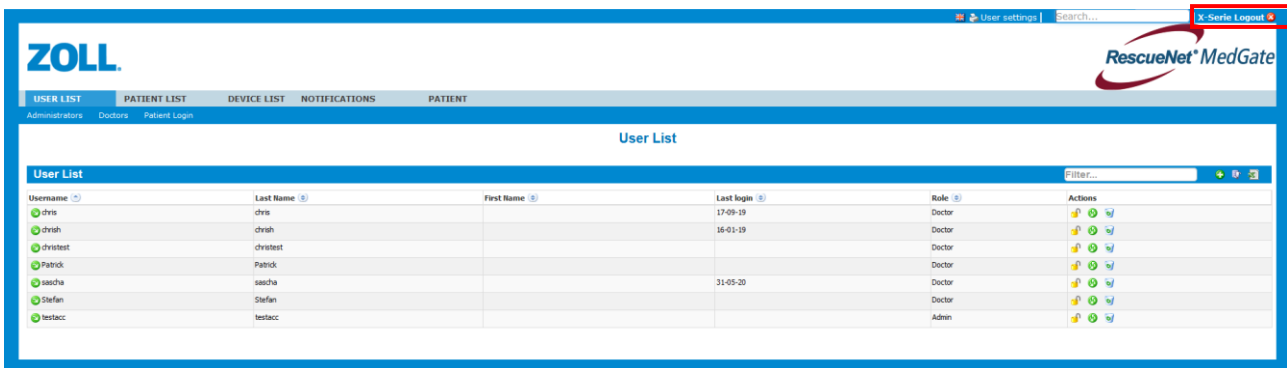 User settings | Search... X-Serie Logout
ZOLL.
RescueNet® MedGate
USER LIST PATIENT LIST DEVICE LIST NOTIFICATIONS PATIENT
Administrators Doctors Patient Login
User List
User List Filter...
Username Last Name First Name Last login Role Actions
chris chris 17-09-19 Doctor
chrish chrish 16-01-19 Doctor
christest christest Doctor
Patrick Patrick Doctor
sascha sascha 31-05-20 Doctor
Stefan Stefan Doctor
testacc testacc Admin